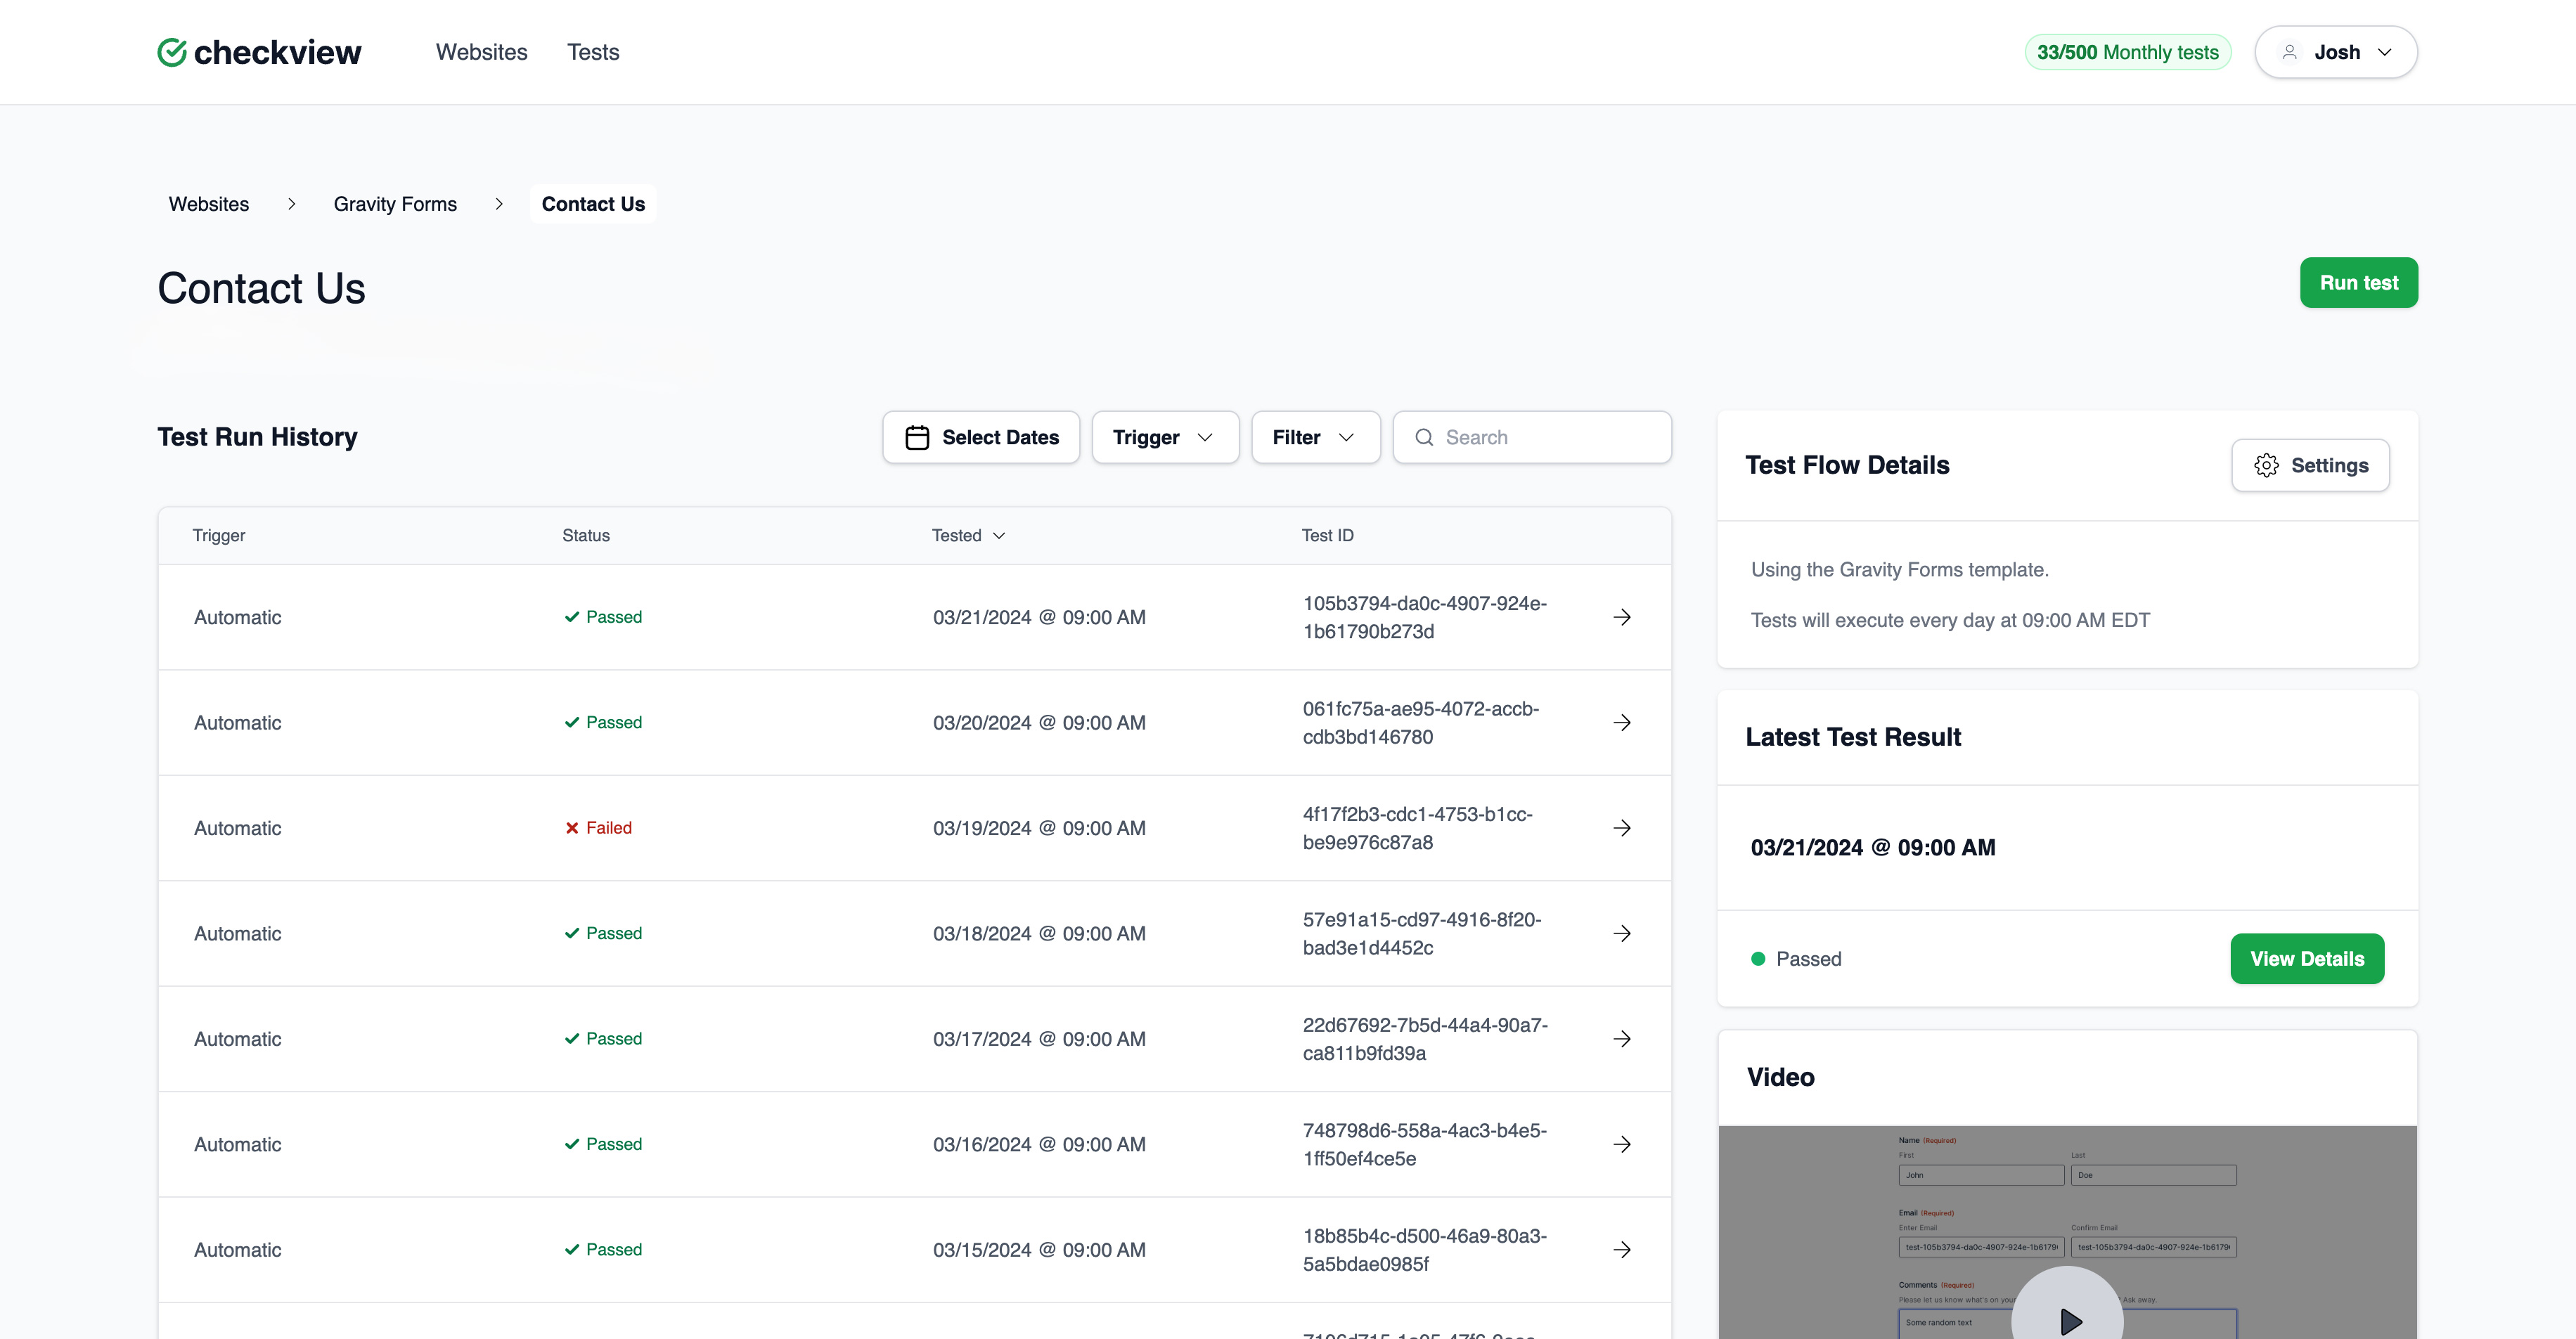 checkview
Websites
Tests
33/500 Monthly tests
Josh
Websites
Gravity Forms
Contact Us
Contact Us
Run test
Test Run History
Select Dates
Trigger
Filter
Search
Trigger
Status
Tested
Test ID
Automatic
Passed
03/21/2024 @ 09:00 AM
105b3794-da0c-4907-924e-
1b61790b273d
Automatic
Passed
03/20/2024 @ 09:00 AM
061fc75a-ae95-4072-accb-
cdb3bd146780
Automatic
Failed
03/19/2024 @ 09:00 AM
4f17f2b3-cdc1-4753-b1cc-
be9e976c87a8
Automatic
Passed
03/18/2024 @ 09:00 AM
57e91a15-cd97-4916-8f20-
bad3e1d4452c
Automatic
Passed
03/17/2024 @ 09:00 AM
22d67692-7b5d-44a4-90a7-
ca811b9fd39a
Automatic
Passed
03/16/2024 @ 09:00 AM
748798d6-558a-4ac3-b4e5-
1ff50ef4ce5e
Automatic
Passed
03/15/2024 @ 09:00 AM
18b85b4c-d500-46a9-80a3-
5a5bdae0985f
Test Flow Details
Settings
Using the Gravity Forms template.
Tests will execute every day at 09:00 AM EDT
Latest Test Result
03/21/2024 @ 09:00 AM
Passed
View Details
Video
Name (Required)
First
Last
John
Doe
Email (Required)
Enter Email
Confirm Email
test-105b3794-da0c-4907-924e-1b6179
test-105b3794-da0c-4907-924e-1b6179
Comments (Required)
Please let us know what's on your
Ask away.
Some random text